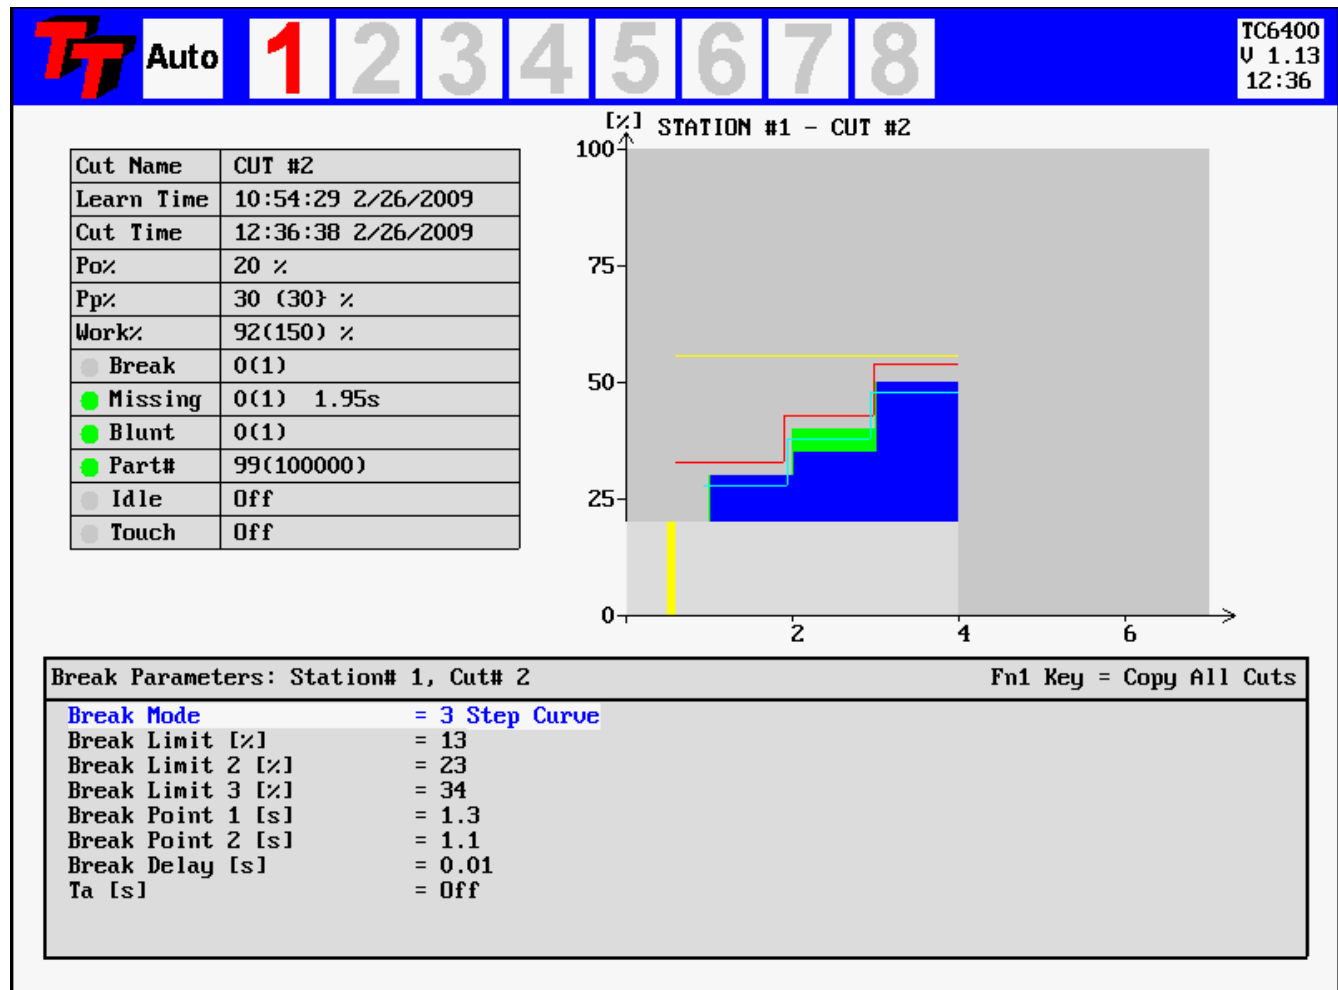 TT Auto 1 2 3 4 5 6 7 8
TC6400
V 1.13
12:36
Cut Name CUT #2
Learn Time 10:54:29 2/26/2009
Cut Time 12:36:38 2/26/2009
Po% 20 %
Pp% 30 (30} %
Work% 92(150) %
Break 0(1)
Missing 0(1) 1.95s
Blunt 0(1)
Part# 99(100000)
Idle Off
Touch Off
[%] STATION #1 - CUT #2
100
75
50
25
0
2 4 6
Break Parameters: Station# 1, Cut# 2 Fn1 Key = Copy All Cuts
Break Mode = 3 Step Curve
Break Limit [%] = 13
Break Limit 2 [%] = 23
Break Limit 3 [%] = 34
Break Point 1 [s] = 1.3
Break Point 2 [s] = 1.1
Break Delay [s] = 0.01
Ta [s] = Off